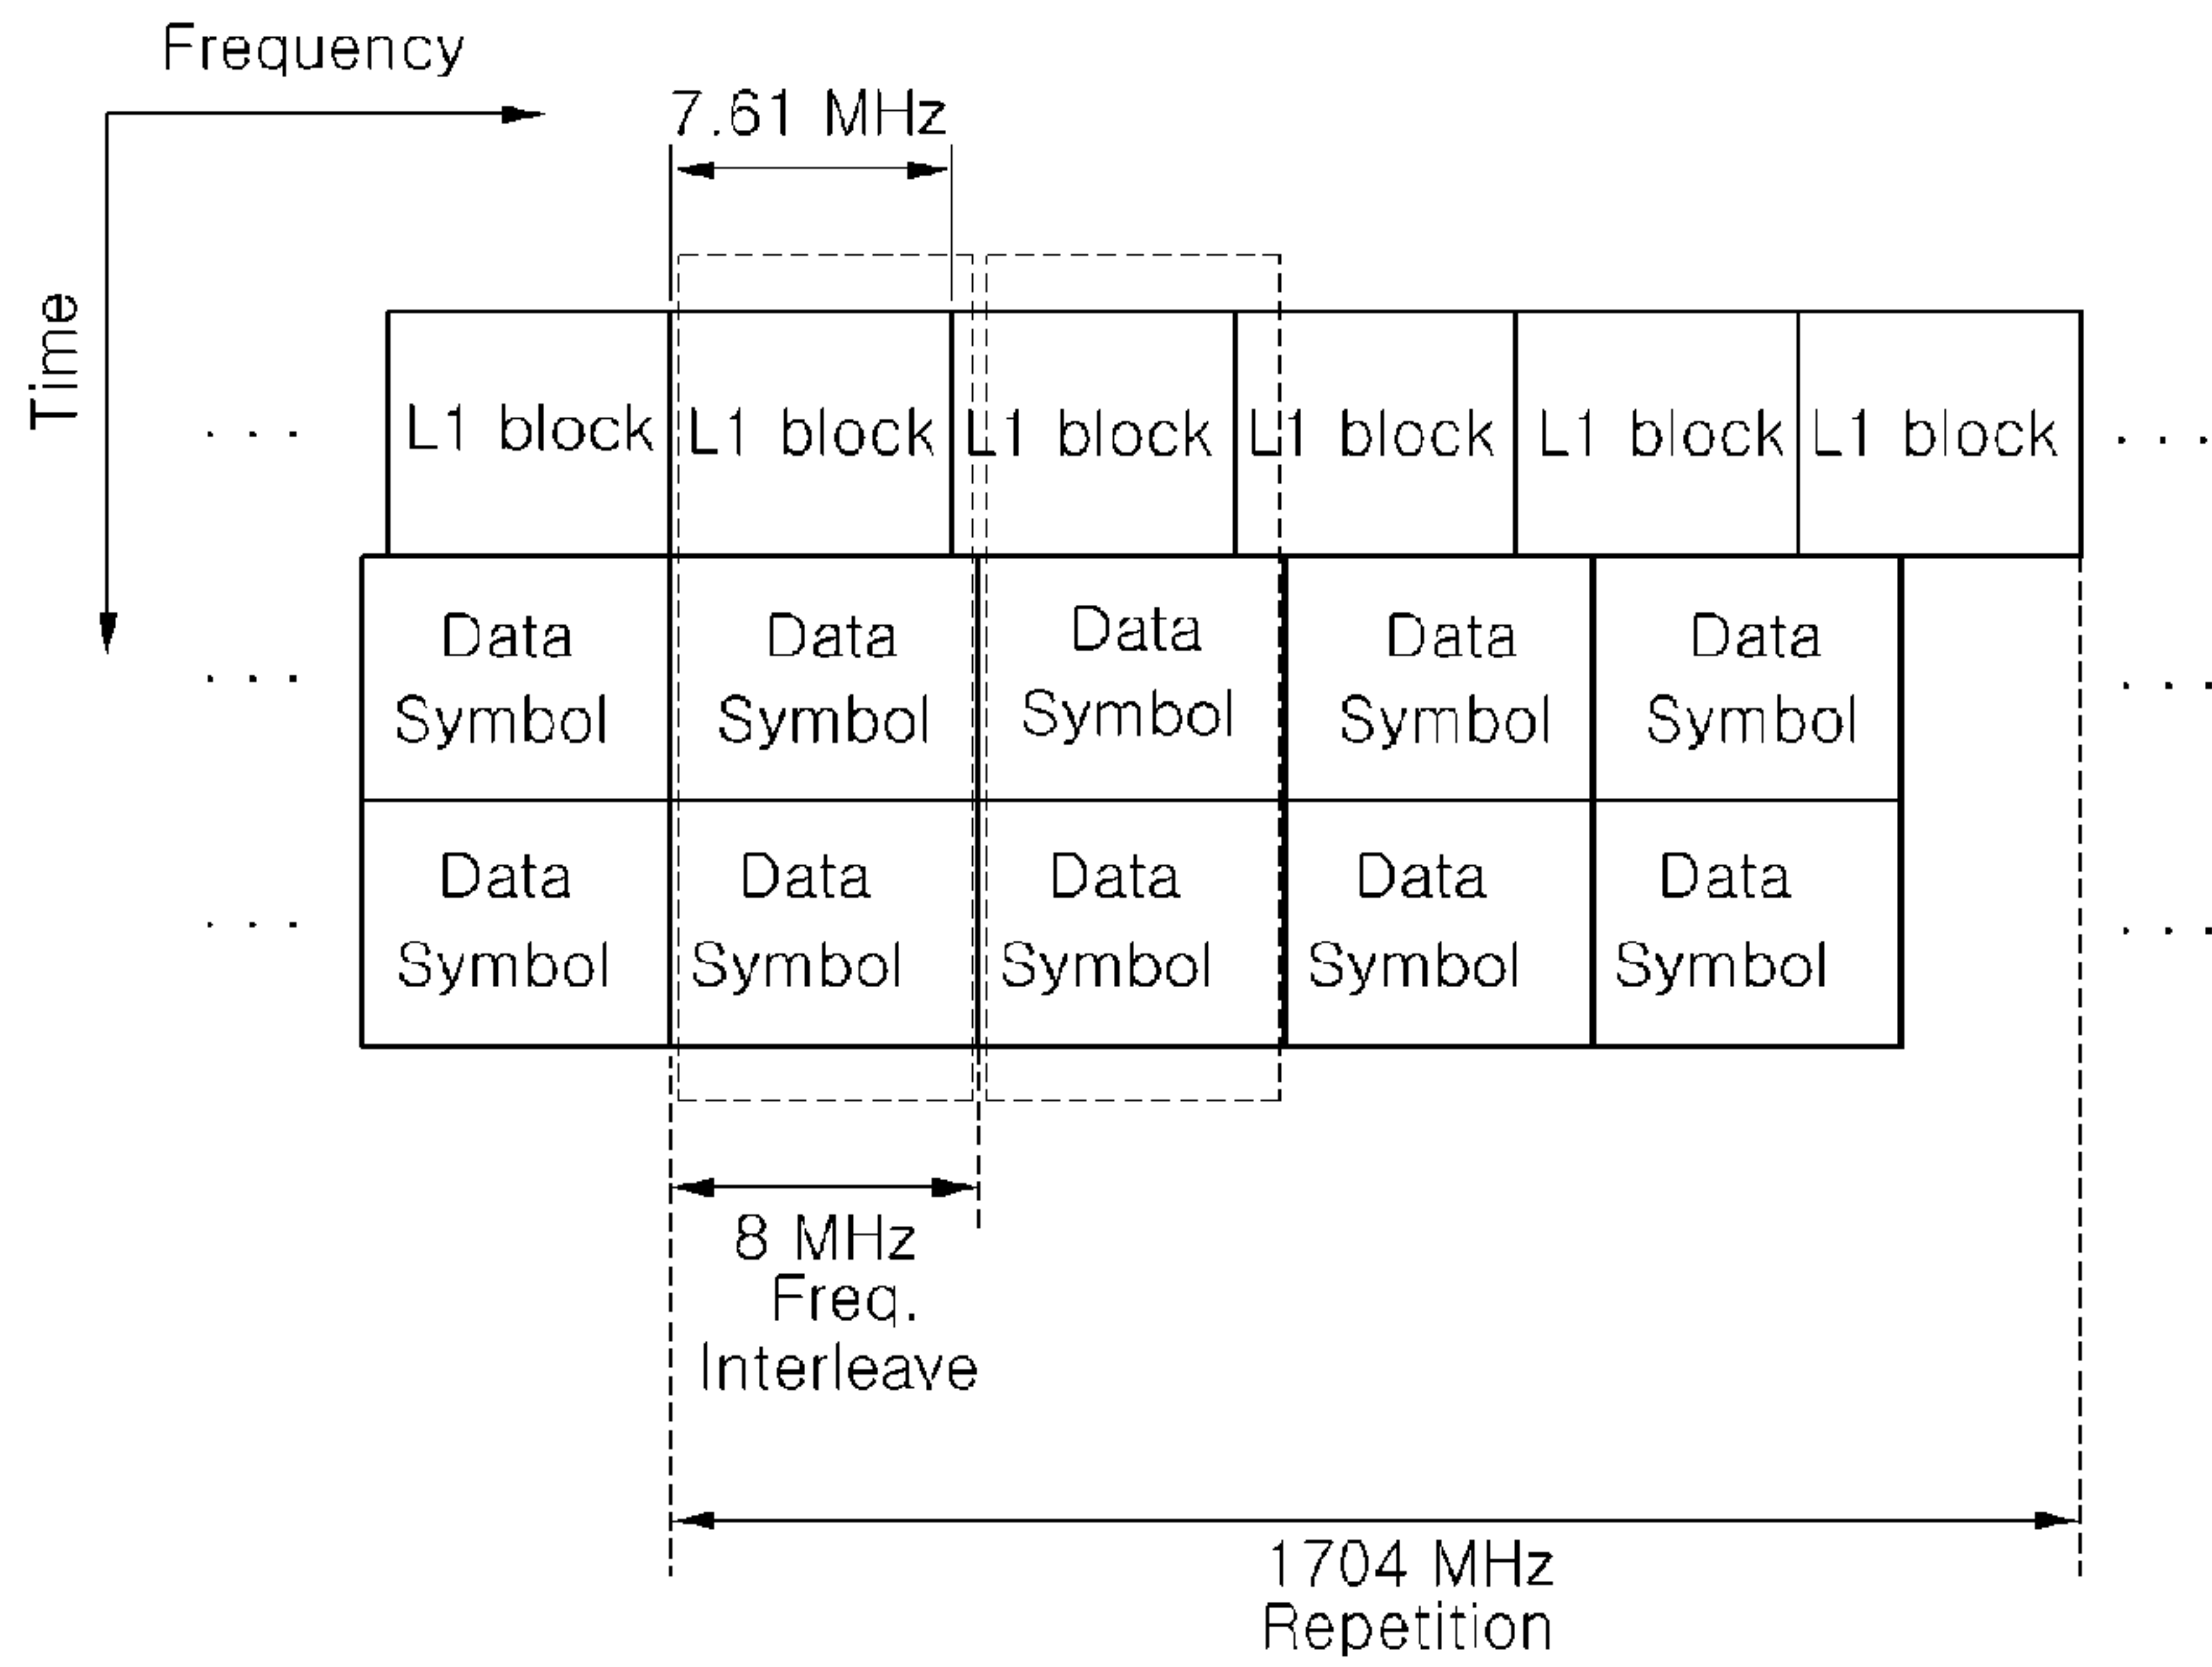 Frequency
7.61 MHz
Time
... L1 block L1 block L1 block L1 block L1 block L1 block ...
Data Data Data Data Data
... Symbol Symbol Symbol Symbol Symbol ...
Data Data Data Data Data
... Symbol Symbol Symbol Symbol Symbol ...
8 MHz
Freq.
Interleave
1704 MHz
Repetition